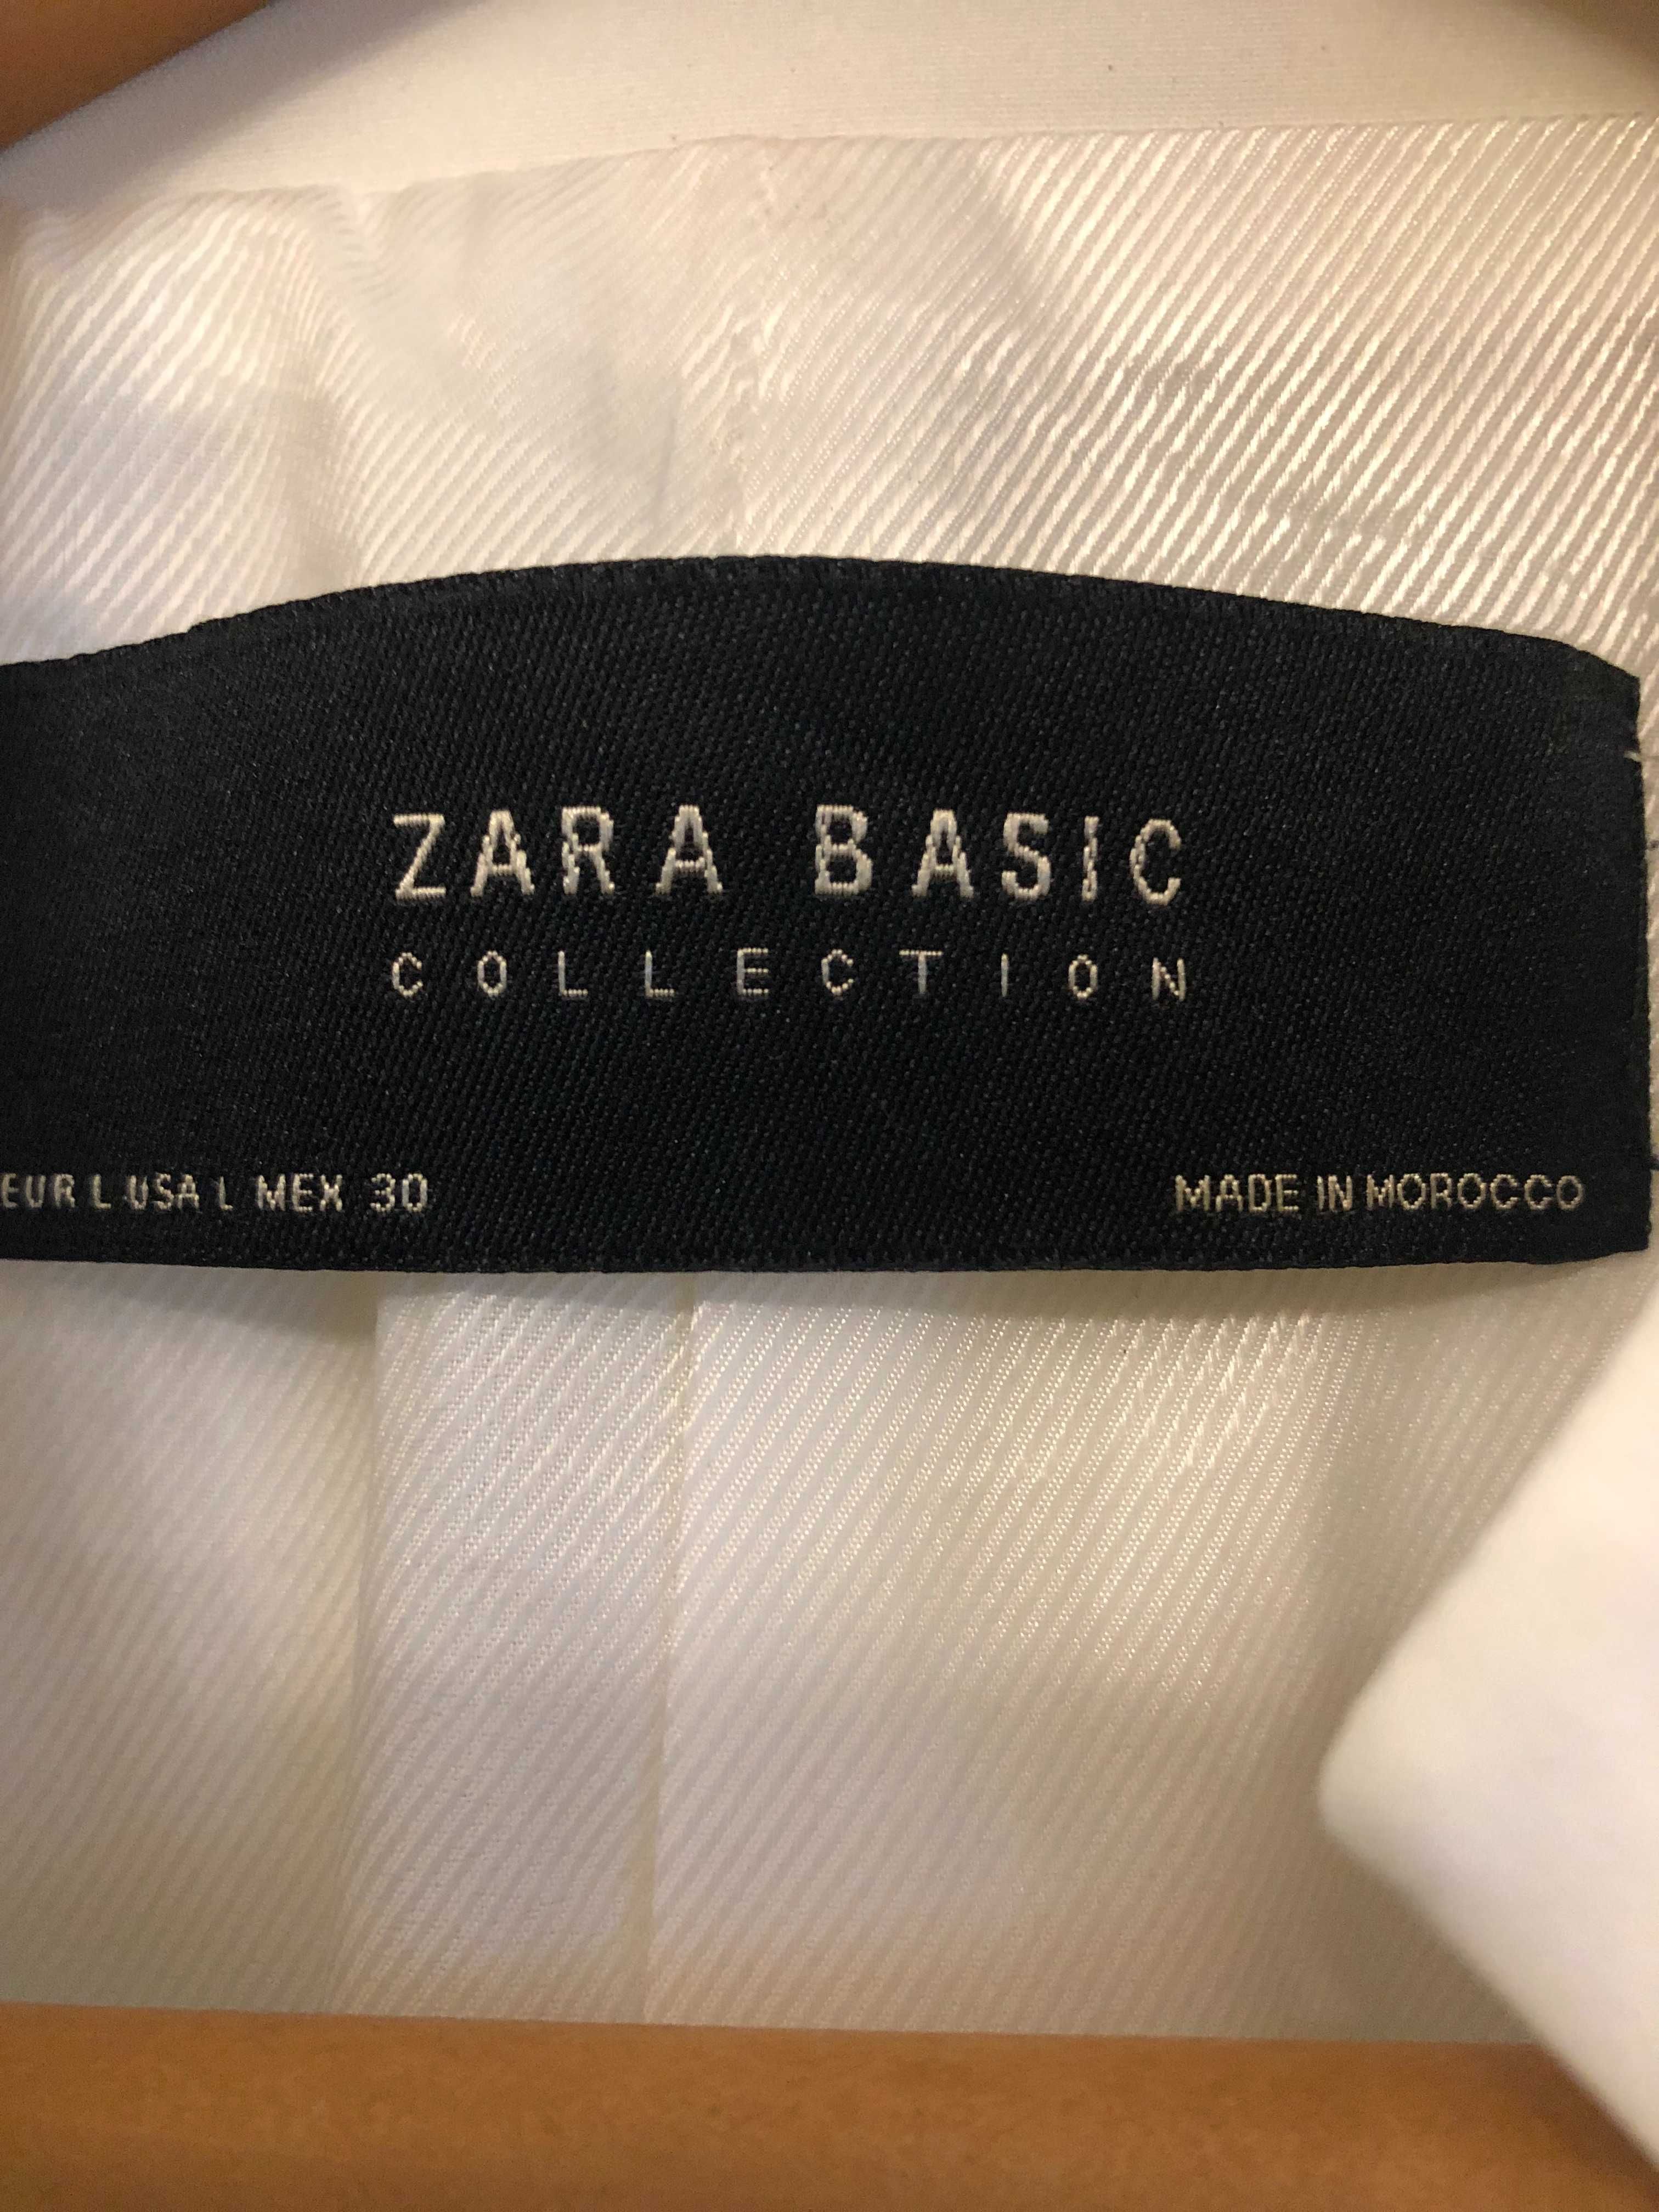 ZARA BASIC
COLLECTION
EUR L USA L MEX 30
MADE IN MOROCCO